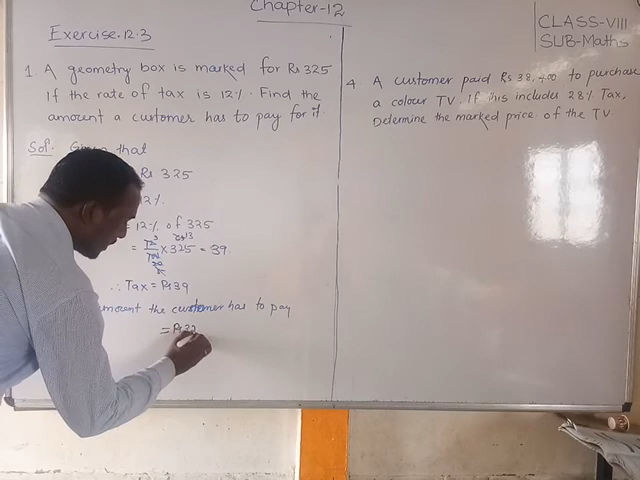 Chapter-12
CLASS-VIII
SUB-Maths
Exercise.12.3
1. A geometry box is marked for Rs 325
If the rate of tax is 12%. Find the
amount a customer has to pay for it.
Sol. Given that
Rs 325
12%
= 12% of 325
= 12/100 × 325 = 39.
∴ Tax = Rs 39
amount the customer has to pay
= Rs 32
4 A customer paid Rs 38,400 to purchase
a colour TV. If this includes 28% Tax,
Determine the marked price of the TV.